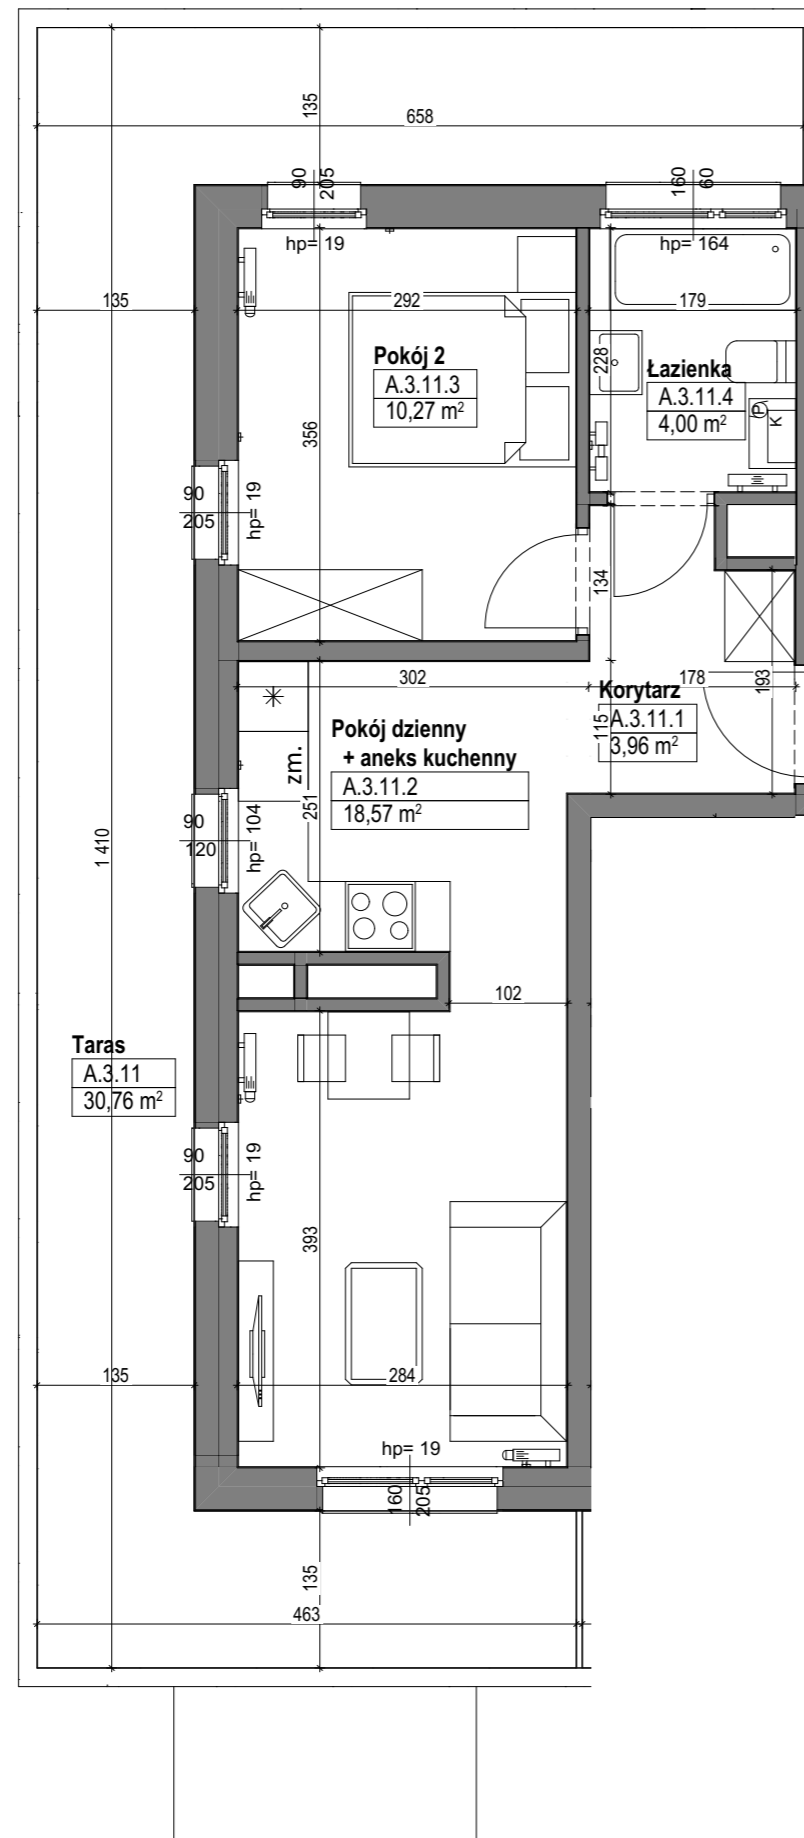 135
658
90
205
160
60
hp= 19
hp= 164
135
292
179
Pokój 2
A.3.11.3
10,27 m²
228
Łazienka
A.3.11.4
4,00 m²
P
K
356
90
205
hp= 19
134
302
178
193
Korytarz
A.3.11.1
3,96 m²
115
Pokój dzienny
+ aneks kuchenny
A.3.11.2
18,57 m²
zm.
251
90
120
hp= 104
1 410
102
Taras
A.3.11
30,76 m²
90
205
hp= 19
393
135
284
hp= 19
160
205
135
463